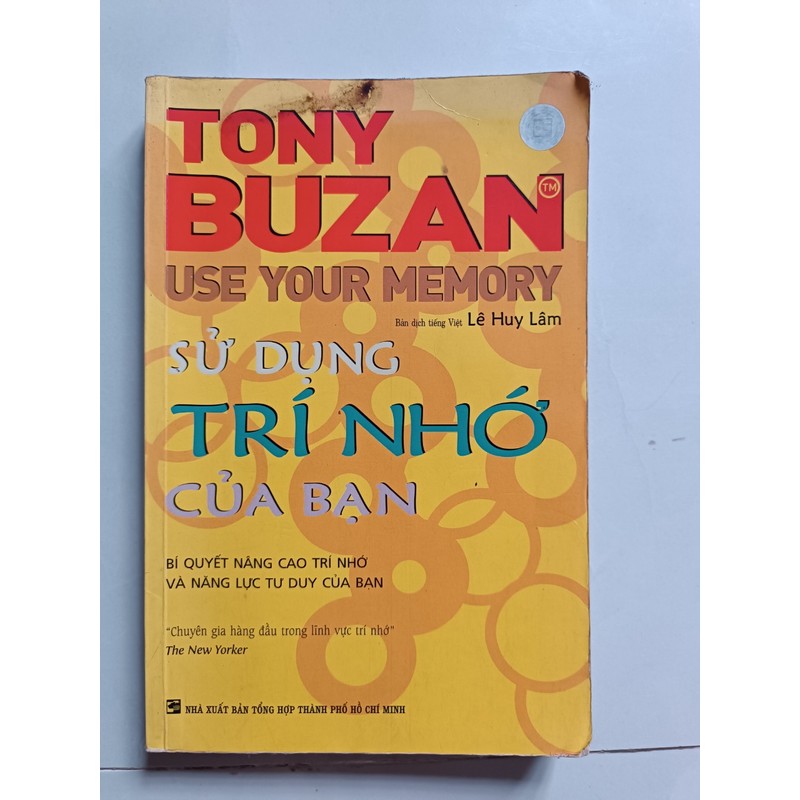 TONY
BUZAN™
USE YOUR MEMORY
Bản dịch tiếng Việt Lê Huy Lâm
SỬ DỤNG
TRÍ NHỚ
CỦA BẠN
BÍ QUYẾT NÂNG CAO TRÍ NHỚ
VÀ NĂNG LỰC TƯ DUY CỦA BẠN
“Chuyên gia hàng đầu trong lĩnh vực trí nhớ”
The New Yorker
NHÀ XUẤT BẢN TỔNG HỢP THÀNH PHỐ HỒ CHÍ MINH